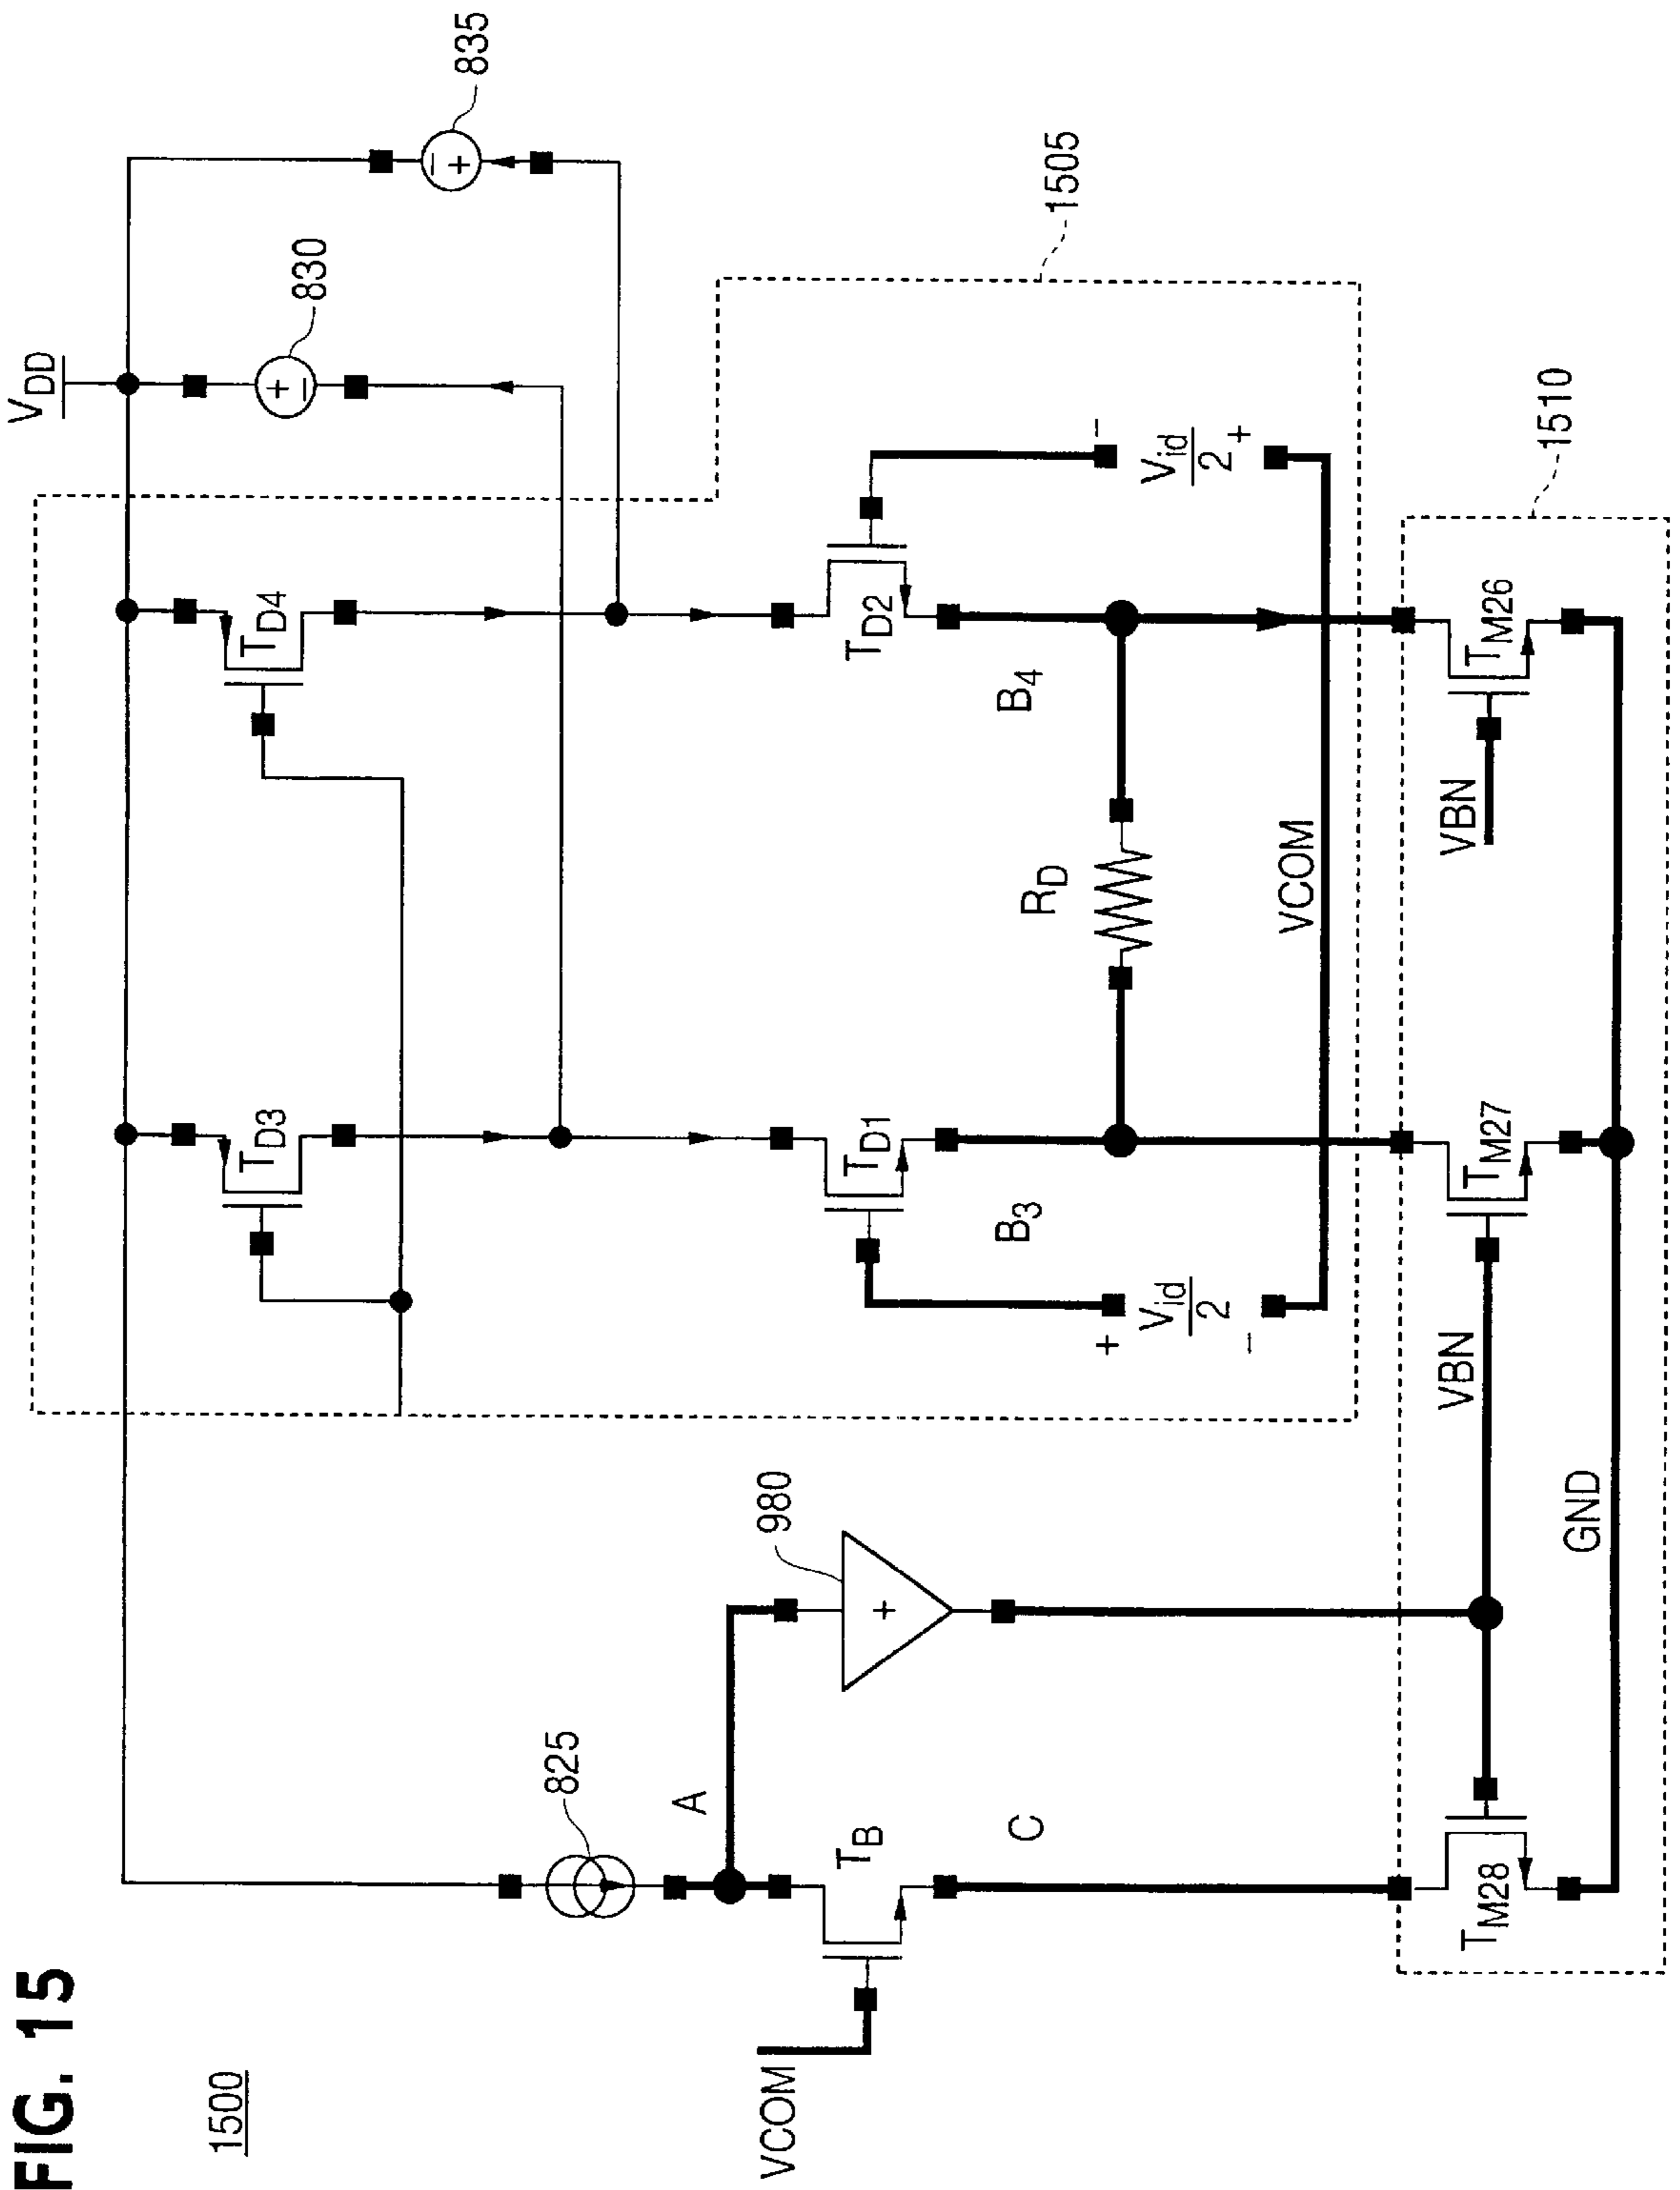 FIG. 15
1500
V_DD
830
835
T_D3
T_D4
825
A
980
T_B
VCOM
C
T_D1
T_D2
B_3
B_4
R_D
+
V_id
2
−
−
V_id
2
+
VCOM
1505
+
+
−
−
+
VBN
VBN
T_M28
T_M27
T_M26
GND
1510